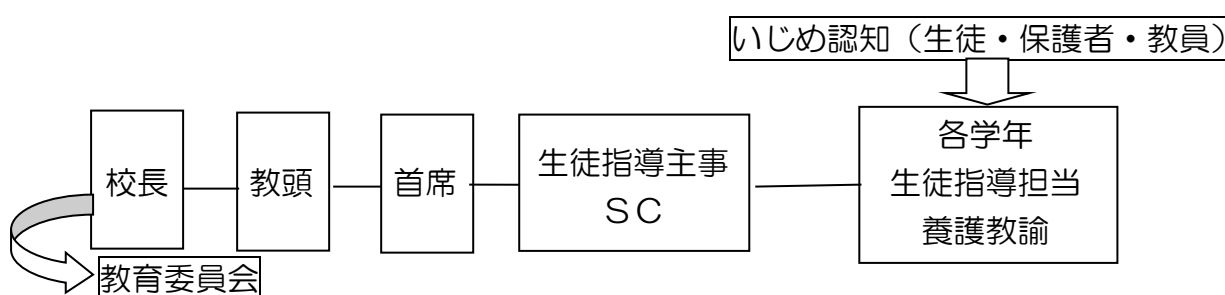 いじめ認知（生徒・保護者・教員）
校長
教頭
首席
生徒指導主事
ＳＣ
各学年
生徒指導担当
養護教諭
教育委員会